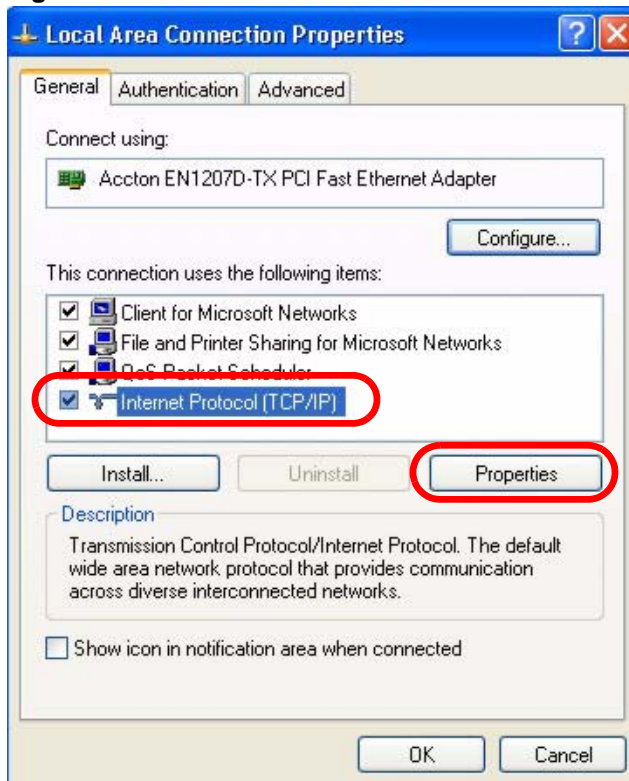 Local Area Connection Properties
General Authentication Advanced
Connect using:
Accton EN1207D-TX PCI Fast Ethernet Adapter
Configure...
This connection uses the following items:
Client for Microsoft Networks
File and Printer Sharing for Microsoft Networks
QoS Packet Scheduler
Internet Protocol (TCP/IP)
Install... Uninstall Properties
Description
Transmission Control Protocol/Internet Protocol. The default
wide area network protocol that provides communication
across diverse interconnected networks.
Show icon in notification area when connected
OK Cancel